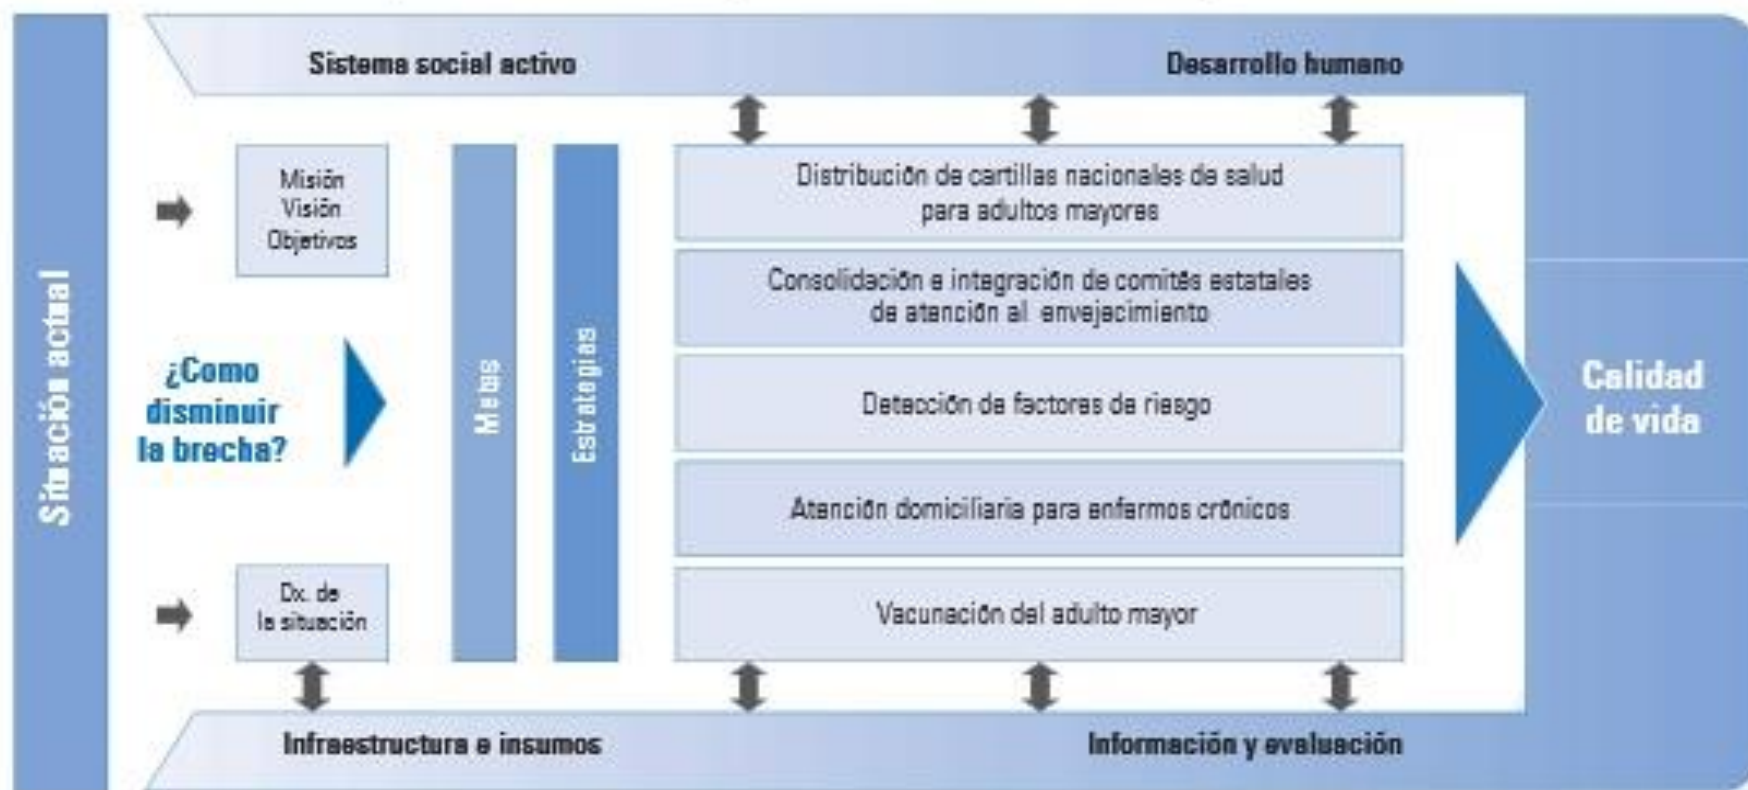 Sistema social activo
Desarrollo humano
Situación actual
Misión
Visión
Objetivos
¿Como
disminuir
la brecha?
Dx. de
la situación
Metas
Estrategias
Distribución de cartillas nacionales de salud
para adultos mayores
Consolidación e integración de comités estatales
de atención al envejecimiento
Detección de factores de riesgo
Atención domiciliaria para enfermos crónicos
Vacunación del adulto mayor
Calidad
de vida
Infraestructura e insumos
Información y evaluación